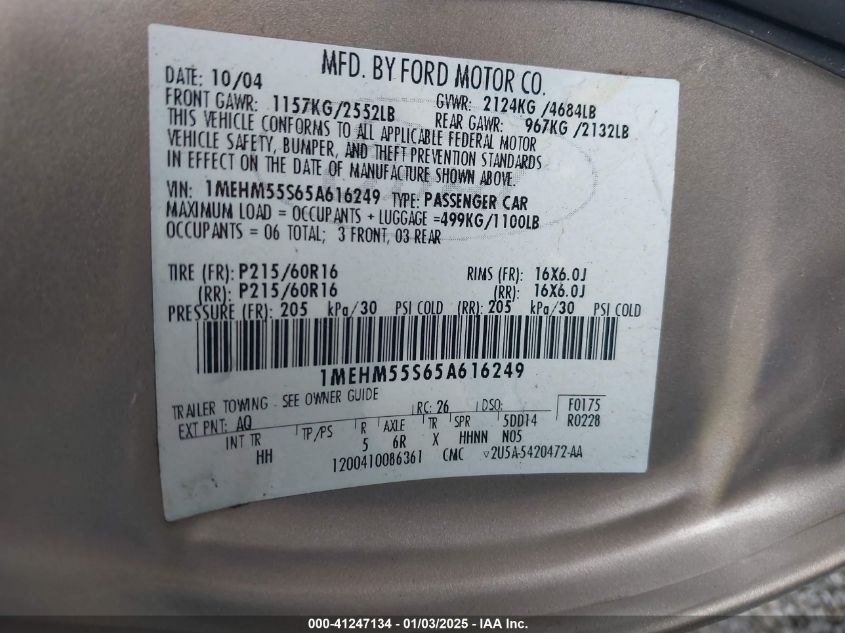 MFD. BY FORD MOTOR CO.
DATE: 10/04 GVWR: 2124KG /4684LB
FRONT GAWR: 1157KG/2552LB REAR GAWR: 967KG /2132LB
THIS VEHICLE CONFORMS TO ALL APPLICABLE FEDERAL MOTOR
VEHICLE SAFETY, BUMPER, AND THEFT PREVENTION STANDARDS
IN EFFECT ON THE DATE OF MANUFACTURE SHOWN ABOVE.
VIN: 1MEHM55S65A616249 TYPE: PASSENGER CAR
MAXIMUM LOAD = OCCUPANTS + LUGGAGE =499KG/1100LB
OCCUPANTS = 06 TOTAL; 3 FRONT, 03 REAR
TIRE (FR): P215/60R16 RIMS (FR): 16X6.0J
(RR): P215/60R16 (RR): 16X6.0J
PRESSURE (FR): 205 kPa/30 PSI COLD (RR): 205 kPa/30 PSI COLD
1MEHM55S65A616249
TRAILER TOWING - SEE OWNER GUIDE
EXT PNT: AQ RC: 26 DSO: F0175
R0228
INT TR TP/PS R AXLE TR SPR 5DD14
HH 5 6R X HHNN N05
1200410086361 CMC ▽2U5A-5420472-AA
000-41247134 - 01/03/2025 - IAA Inc.